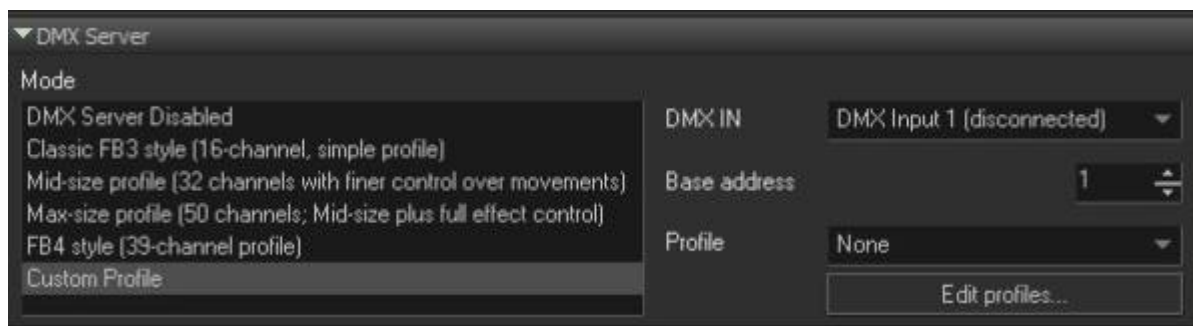 DMX Server
Mode
DMX Server Disabled
Classic FB3 style (16-channel, simple profile)
Mid-size profile (32 channels with finer control over movements)
Max-size profile (50 channels; Mid-size plus full effect control)
FB4 style (39-channel profile)
Custom Profile
DMX IN DMX Input 1 (disconnected)
Base address 1
Profile None
Edit profiles...